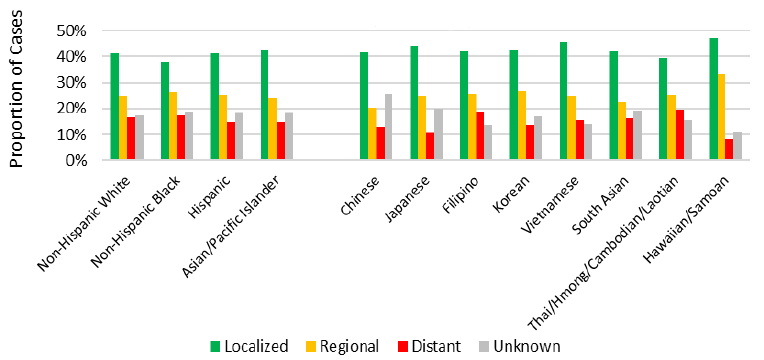 Proportion of Cases
50%
40%
30%
20%
10%
0%
Non-Hispanic White
Non-Hispanic Black
Hispanic
Asian/Pacific Islander
Chinese
Japanese
Filipino
Korean
Vietnamese
South Asian
Thai/Hmong/Cambodian/Laotian
Hawaiian/Samoan
Localized Regional Distant Unknown